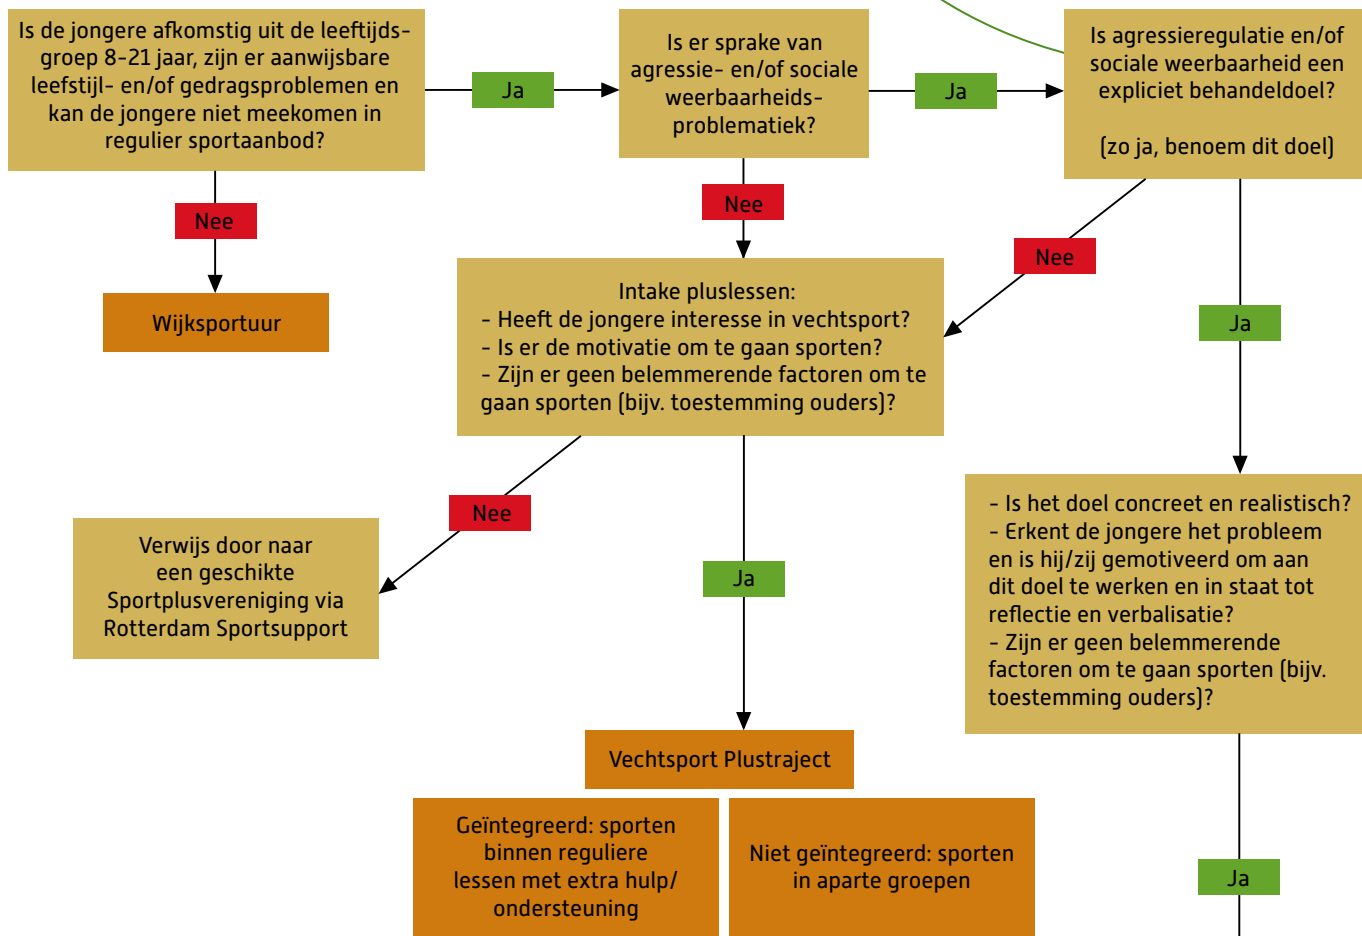 Is de jongere afkomstig uit de leeftijds-
groep 8-21 jaar, zijn er aanwijsbare
leefstijl- en/of gedragsproblemen en
kan de jongere niet meekomen in
regulier sportaanbod?
Ja
Is er sprake van
agressie- en/of sociale
weerbaarheids-
problematiek?
Ja
Is agressieregulatie en/of
sociale weerbaarheid een
expliciet behandeldoel?
(zo ja, benoem dit doel)
Nee
Nee
Nee
Ja
Wijksportuur
Intake pluslessen:
- Heeft de jongere interesse in vechtsport?
- Is er de motivatie om te gaan sporten?
- Zijn er geen belemmerende factoren om te
gaan sporten (bijv. toestemming ouders)?
Nee
Ja
Verwijs door naar
een geschikte
Sportplusvereniging via
Rotterdam Sportsupport
- Is het doel concreet en realistisch?
- Erkent de jongere het probleem
en is hij/zij gemotiveerd om aan
dit doel te werken en in staat tot
reflectie en verbalisatie?
- Zijn er geen belemmerende
factoren om te gaan sporten (bijv.
toestemming ouders)?
Vechtsport Plustraject
Geïntegreerd: sporten
binnen reguliere
lessen met extra hulp/
ondersteuning
Niet geïntegreerd: sporten
in aparte groepen
Ja